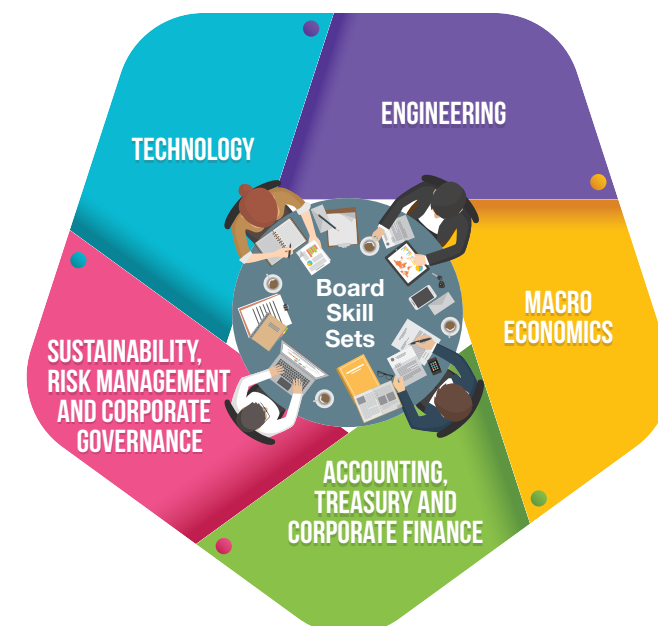 TECHNOLOGY
ENGINEERING
Board
Skill
Sets
MACRO
ECONOMICS
SUSTAINABILITY,
RISK MANAGEMENT
AND CORPORATE
GOVERNANCE
ACCOUNTING,
TREASURY AND
CORPORATE FINANCE